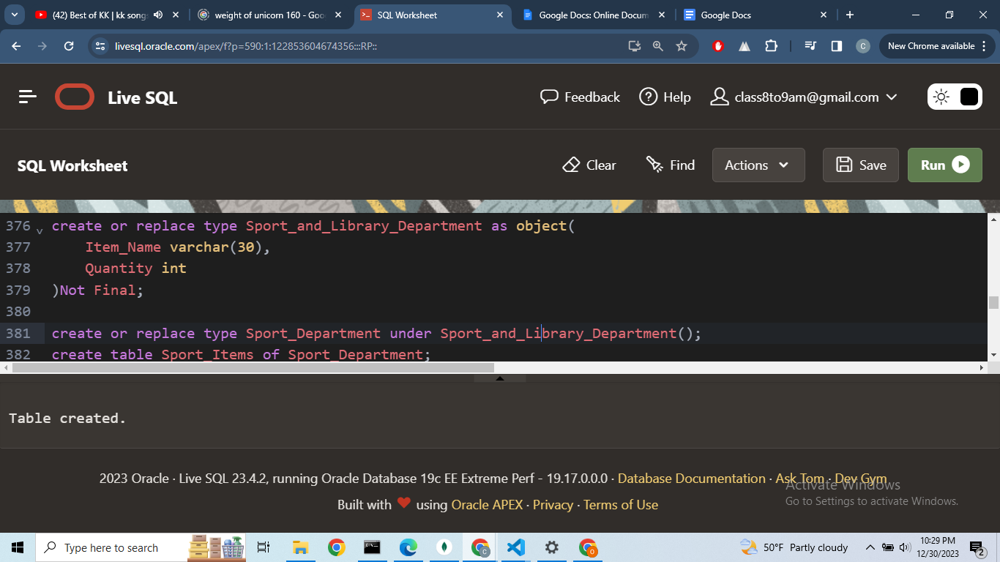 (42) Best of KK | kk song
weight of unicorn 160 - Goo
SQL Worksheet
Google Docs: Online Docum
Google Docs
livesql.oracle.com/apex/f?p=590:1:122853604674356:::RP::
C
New Chrome available
Live SQL
Feedback
Help
class8to9am@gmail.com
SQL Worksheet
Clear
Find
Actions
Save
Run
376 create or replace type Sport_and_Library_Department as object(
377 Item_Name varchar(30),
378 Quantity int
379 )Not Final;
380
381 create or replace type Sport_Department under Sport_and_Library_Department();
382 create table Sport_Items of Sport_Department;
Table created.
2023 Oracle · Live SQL 23.4.2, running Oracle Database 19c EE Extreme Perf - 19.17.0.0.0 · Database Documentation · Ask Tom · Dev Gym
Built with ❤ using Oracle APEX · Privacy · Terms of Use
Activate Windows
Go to Settings to activate Windows.
Type here to search
50°F Partly cloudy
10:29 PM
12/30/2023
2